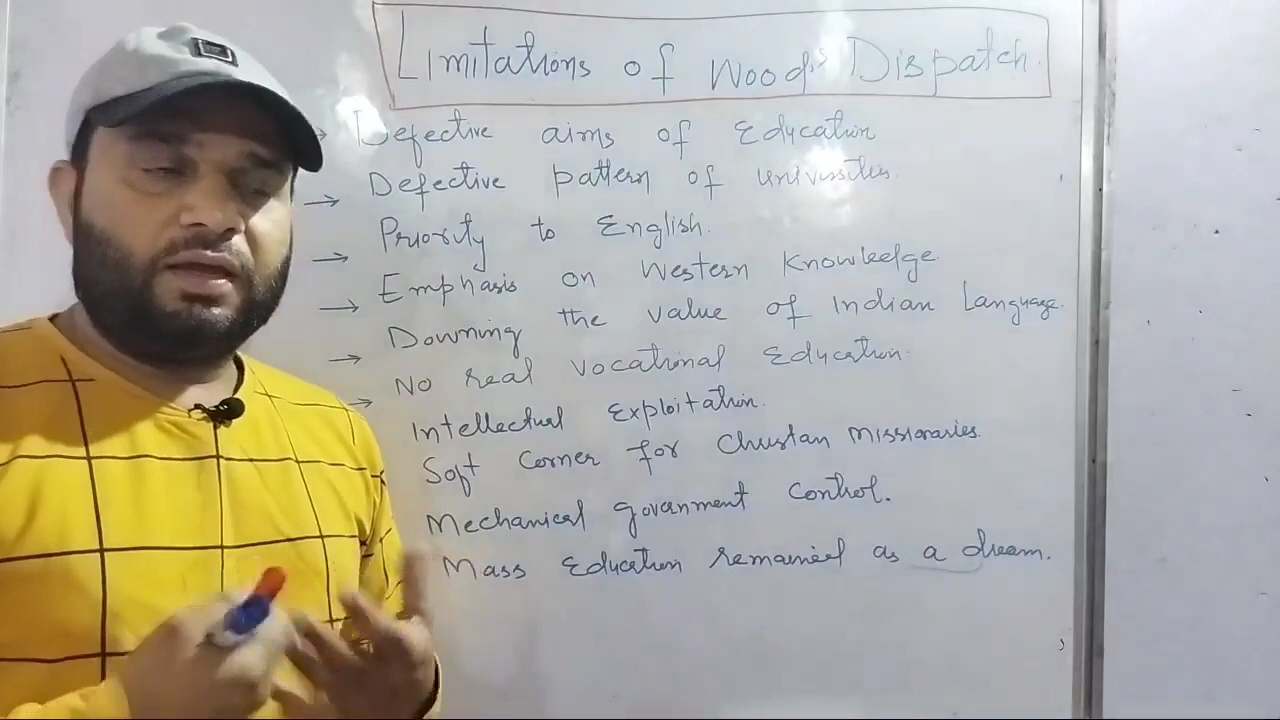 Limitations of Wood's Dispatch.
→ Defective aims of Education
→ Defective pattern of universities.
→ Priority to English.
→ Emphasis on Western Knowledge.
→ Downing the value of Indian Language.
→ No real vocational Education.
Intellectual Exploitation.
Soft Corner for Christian Missionaries.
Mechanical government control.
Mass Education remained as a dream.